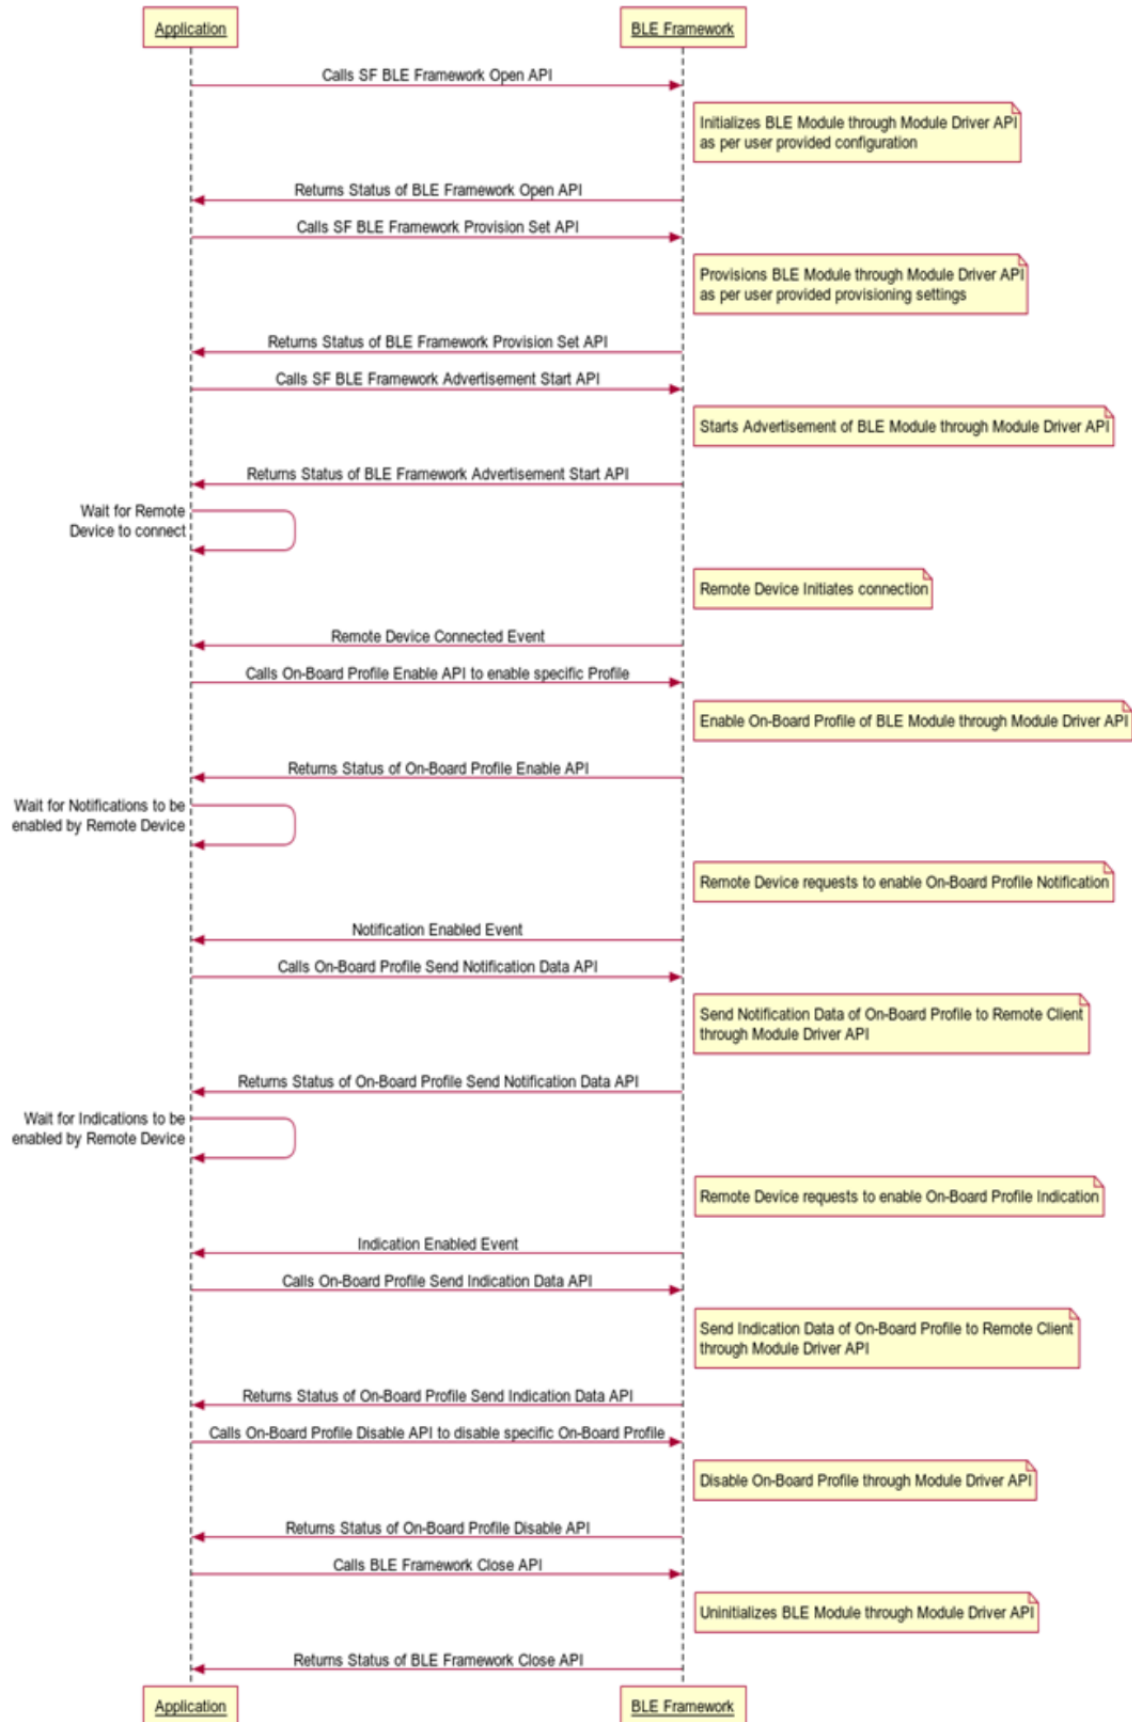 Application
BLE Framework
Calls SF BLE Framework Open API
Initializes BLE Module through Module Driver API
as per user provided configuration
Returns Status of BLE Framework Open API
Calls SF BLE Framework Provision Set API
Provisions BLE Module through Module Driver API
as per user provided provisioning settings
Returns Status of BLE Framework Provision Set API
Calls SF BLE Framework Advertisement Start API
Starts Advertisement of BLE Module through Module Driver API
Returns Status of BLE Framework Advertisement Start API
Wait for Remote
Device to connect
Remote Device Initiates connection
Remote Device Connected Event
Calls On-Board Profile Enable API to enable specific Profile
Enable On-Board Profile of BLE Module through Module Driver API
Returns Status of On-Board Profile Enable API
Wait for Notifications to be
enabled by Remote Device
Remote Device requests to enable On-Board Profile Notification
Notification Enabled Event
Calls On-Board Profile Send Notification Data API
Send Notification Data of On-Board Profile to Remote Client
through Module Driver API
Returns Status of On-Board Profile Send Notification Data API
Wait for Indications to be
enabled by Remote Device
Remote Device requests to enable On-Board Profile Indication
Indication Enabled Event
Calls On-Board Profile Send Indication Data API
Send Indication Data of On-Board Profile to Remote Client
through Module Driver API
Returns Status of On-Board Profile Send Indication Data API
Calls On-Board Profile Disable API to disable specific On-Board Profile
Disable On-Board Profile through Module Driver API
Returns Status of On-Board Profile Disable API
Calls BLE Framework Close API
Uninitializes BLE Module through Module Driver API
Returns Status of BLE Framework Close API
Application
BLE Framework